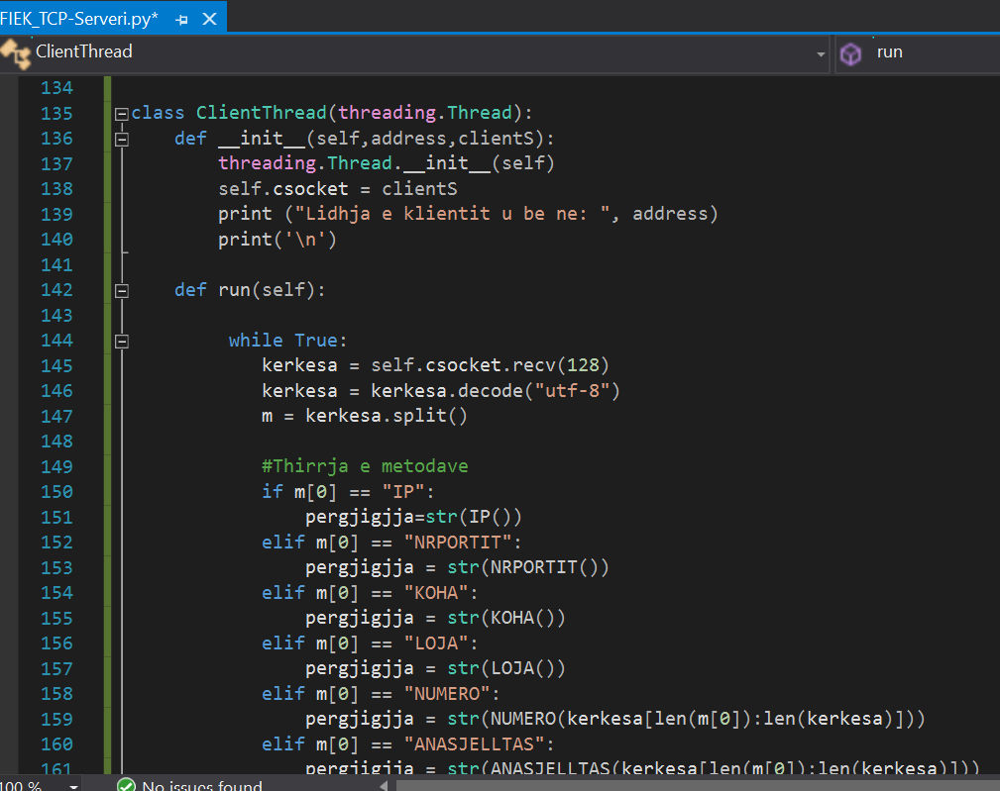 FIEK_TCP-Serveri.py*
ClientThread run
134
135 class ClientThread(threading.Thread):
136     def __init__(self,address,clientS):
137         threading.Thread.__init__(self)
138         self.csocket = clientS
139         print ("Lidhja e klientit u be ne: ", address)
140         print('\n')
141
142     def run(self):
143
144          while True:
145             kerkesa = self.csocket.recv(128)
146             kerkesa = kerkesa.decode("utf-8")
147             m = kerkesa.split()
148
149             #Thirrja e metodave
150             if m[0] == "IP":
151                 pergjigjja=str(IP())
152             elif m[0] == "NRPORTIT":
153                 pergjigjja = str(NRPORTIT())
154             elif m[0] == "KOHA":
155                 pergjigjja = str(KOHA())
156             elif m[0] == "LOJA":
157                 pergjigjja = str(LOJA())
158             elif m[0] == "NUMERO":
159                 pergjigjja = str(NUMERO(kerkesa[len(m[0]):len(kerkesa)]))
160             elif m[0] == "ANASJELLTAS":
161                 pergjigjja = str(ANASJELLTAS(kerkesa[len(m[0]):len(kerkesa)]))
100 % No issues found